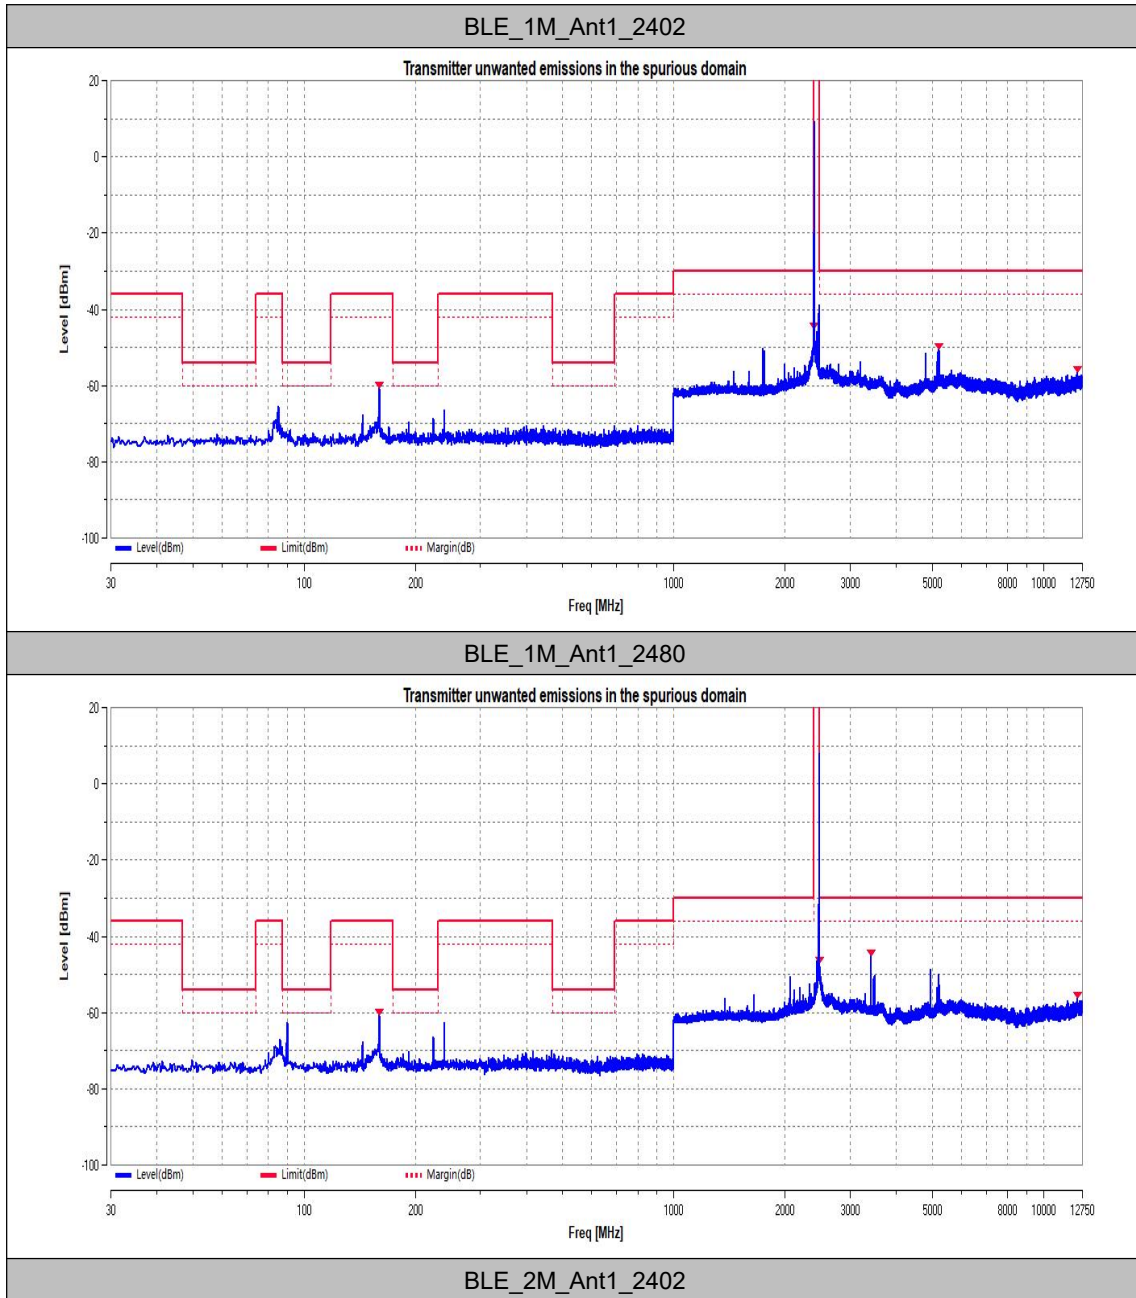 BLE_1M_Ant1_2402
Transmitter unwanted emissions in the spurious domain
20
0
-20
-40
-60
-80
-100
Level [dBm]
Level(dBm) Limit(dBm) Margin(dB)
30 100 200 1000 2000 3000 5000 8000 10000 12750
Freq [MHz]
BLE_1M_Ant1_2480
Transmitter unwanted emissions in the spurious domain
20
0
-20
-40
-60
-80
-100
Level [dBm]
Level(dBm) Limit(dBm) Margin(dB)
30 100 200 1000 2000 3000 5000 8000 10000 12750
Freq [MHz]
BLE_2M_Ant1_2402